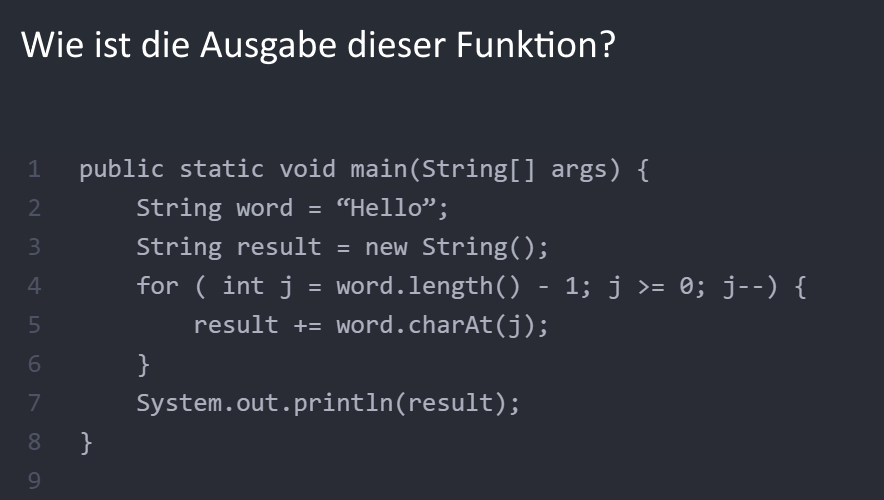 Wie ist die Ausgabe dieser Funktion?
1 public static void main(String[] args) {
2 String word = “Hello”;
3 String result = new String();
4 for ( int j = word.length() - 1; j >= 0; j--) {
5 result += word.charAt(j);
6 }
7 System.out.println(result);
8 }
9